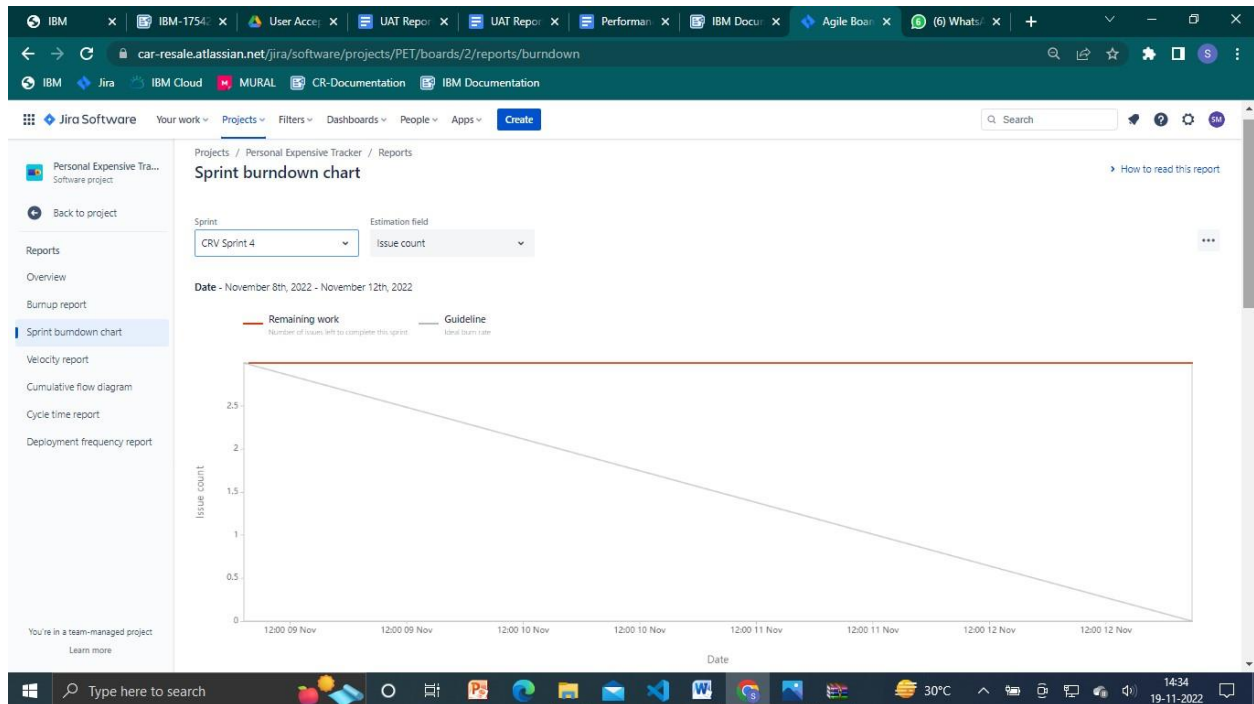 IBM
IBM-17542
User Accep
UAT Repor
UAT Repor
Performan
IBM Docur
Agile Boar
(6) WhatsA
car-resale.atlassian.net/jira/software/projects/PET/boards/2/reports/burndown
S
IBM
Jira
IBM Cloud
MURAL
CR-Documentation
IBM Documentation
Jira Software
Your work
Projects
Filters
Dashboards
People
Apps
Create
Search
SM
Personal Expensive Tra...
Software project
Back to project
Reports
Overview
Burnup report
Sprint burndown chart
Velocity report
Cumulative flow diagram
Cycle time report
Deployment frequency report
You're in a team-managed project
Learn more
Projects / Personal Expensive Tracker / Reports
Sprint burndown chart
How to read this report
Sprint
Estimation field
CRV Sprint 4
Issue count
Date - November 8th, 2022 - November 12th, 2022
Remaining work
Number of issues left to complete this sprint
Guideline
Ideal burn rate
2.5
2
1.5
1
0.5
0
Issue count
12:00 09 Nov
12:00 09 Nov
12:00 10 Nov
12:00 10 Nov
12:00 11 Nov
12:00 11 Nov
12:00 12 Nov
12:00 12 Nov
Date
Type here to search
30°C
14:34
19-11-2022